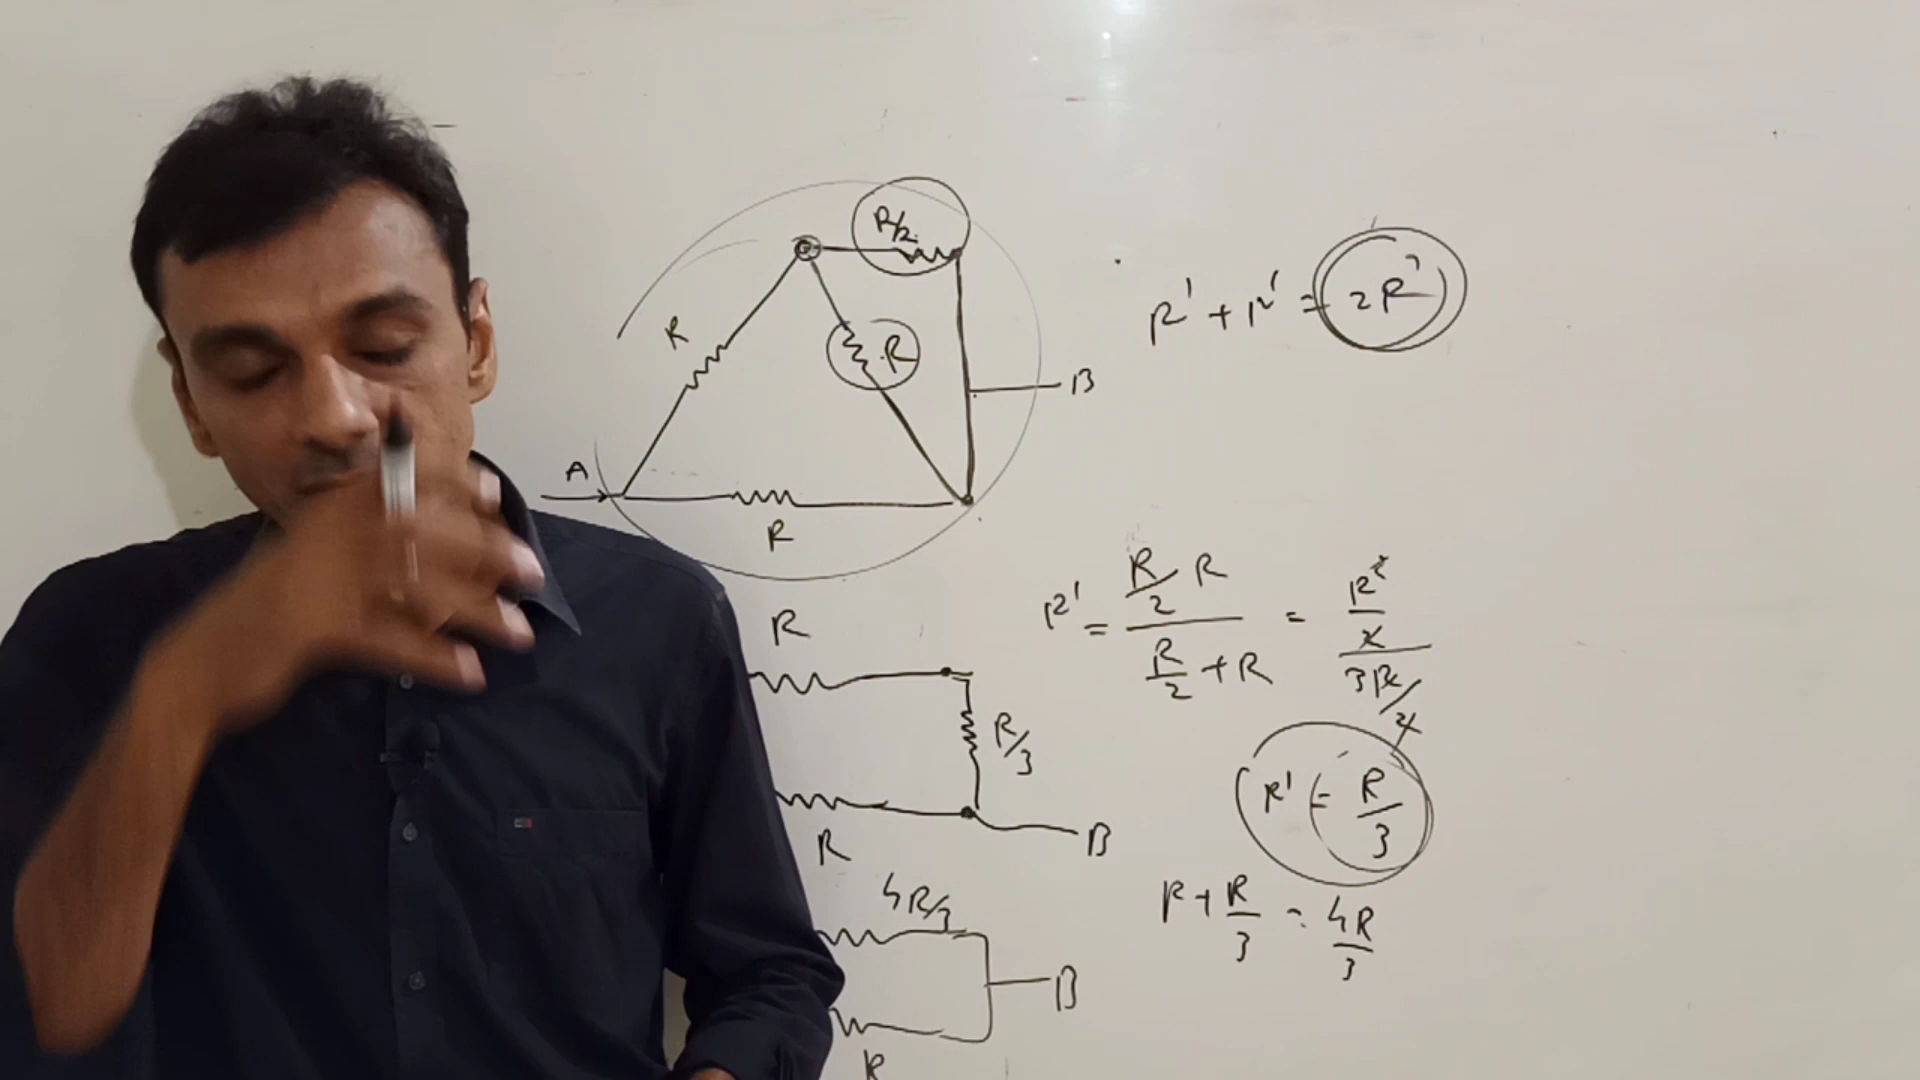 R/2
R
.R
B
A
R
R' + R' = 2R'
R' = (R/2 R)/(R/2 + R) = (R²/2)/(3R/2)
R
R/3
R' = R/3
R
B
4R/3
R + R/3 = 4R/3
B
R